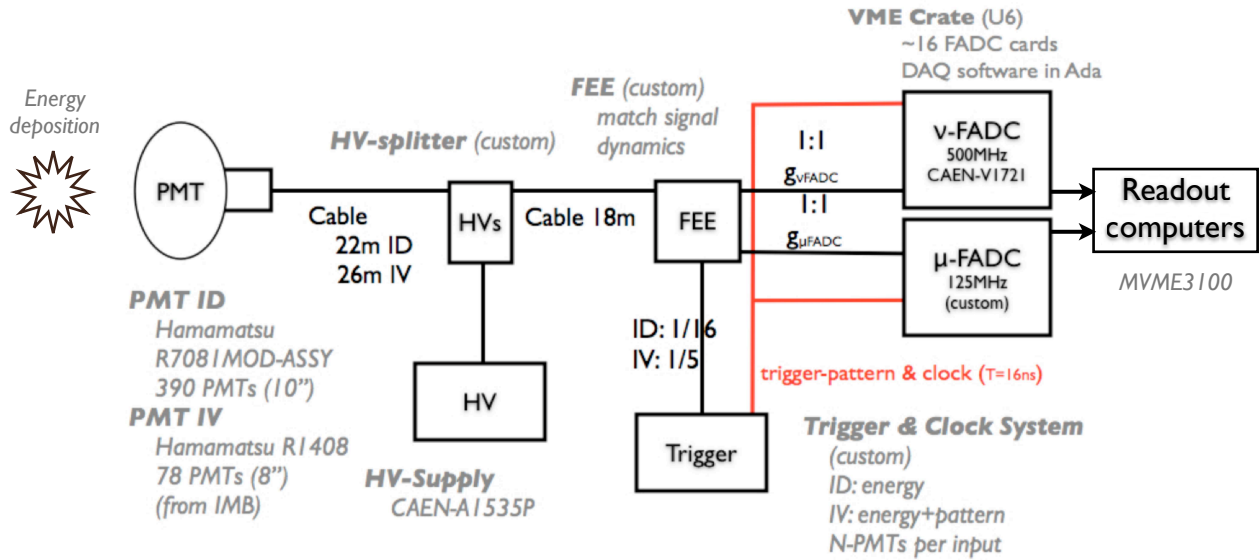 VME Crate (U6)
~16 FADC cards
DAQ software in Ada
Energy
deposition
FEE (custom)
match signal
dynamics
HV-splitter (custom)
PMT
Cable
22m ID
26m IV
HVs
Cable 18m
FEE
1:1
gνFADC
1:1
gμFADC
ν-FADC
500MHz
CAEN-V1721
μ-FADC
125MHz
(custom)
Readout
computers
MVME3100
PMT ID
Hamamatsu
R7081MOD-ASSY
390 PMTs (10”)
PMT IV
Hamamatsu R1408
78 PMTs (8”)
(from IMB)
HV
HV-Supply
CAEN-A1535P
ID: 1/16
IV: 1/5
Trigger
trigger-pattern & clock (T=16ns)
Trigger & Clock System
(custom)
ID: energy
IV: energy+pattern
N-PMTs per input